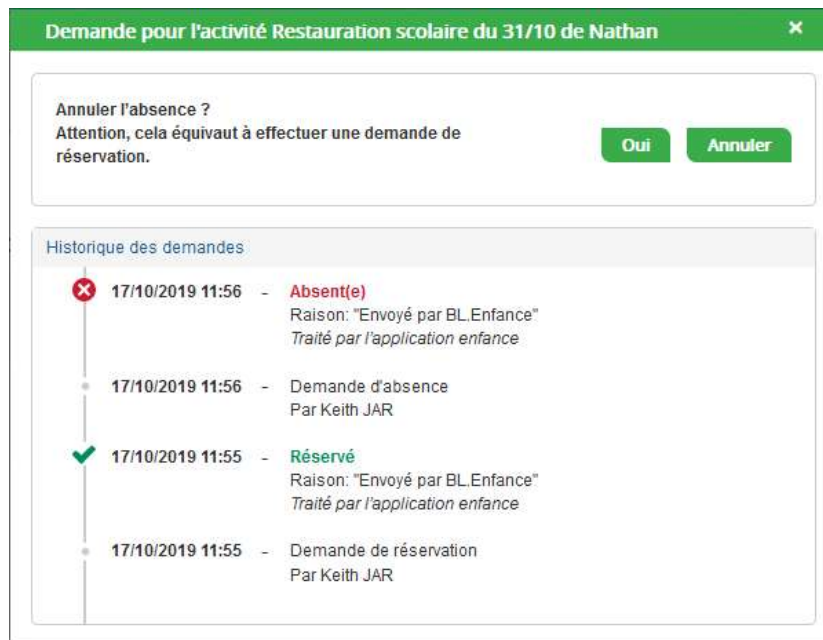 Demande pour l'activité Restauration scolaire du 31/10 de Nathan ×
Annuler l'absence ?
Attention, cela équivaut à effectuer une demande de
réservation.
Oui Annuler
Historique des demandes
17/10/2019 11:56 - Absent(e)
Raison: "Envoyé par BL.Enfance"
Traité par l'application enfance
17/10/2019 11:56 - Demande d'absence
Par Keith JAR
17/10/2019 11:55 - Réservé
Raison: "Envoyé par BL.Enfance"
Traité par l'application enfance
17/10/2019 11:55 - Demande de réservation
Par Keith JAR